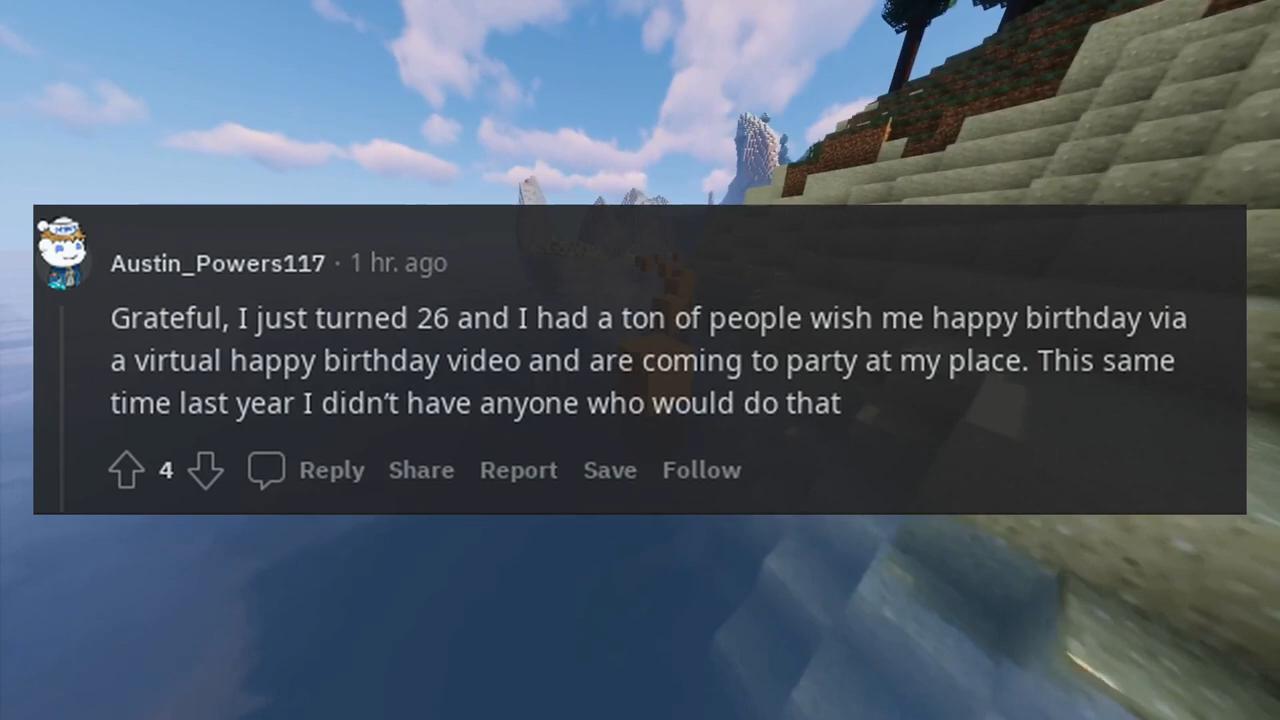 Austin_Powers117 · 1 hr. ago
Grateful, I just turned 26 and I had a ton of people wish me happy birthday via
a virtual happy birthday video and are coming to party at my place. This same
time last year I didn't have anyone who would do that
4 Reply Share Report Save Follow